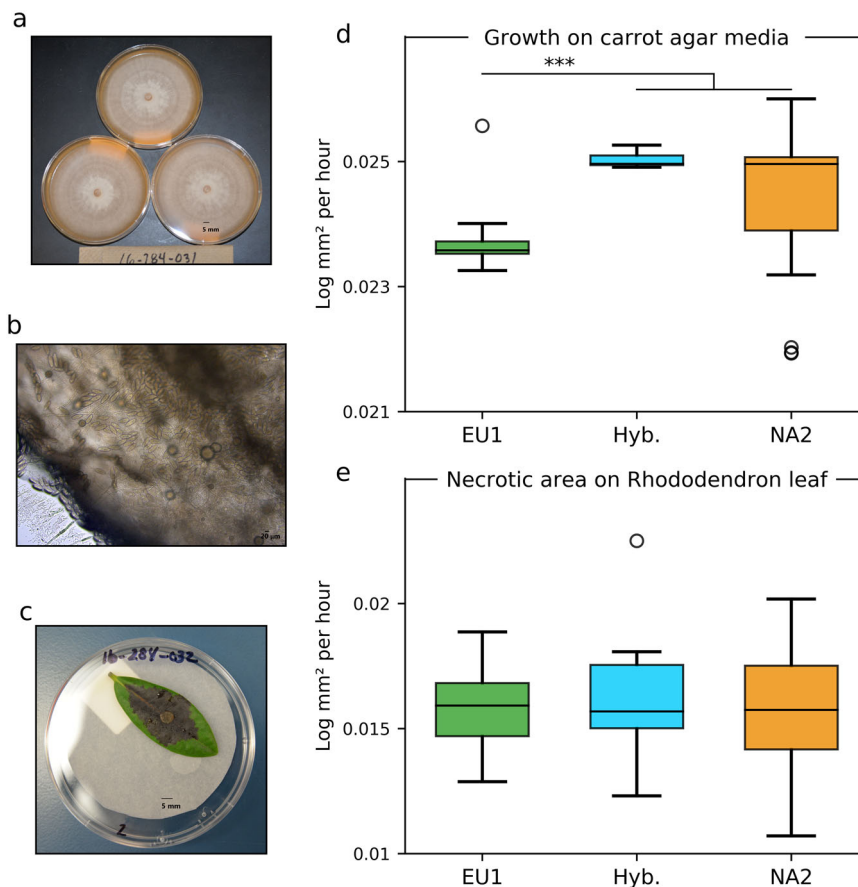 a
5 mm
16-284-031
b
20 µm
c
16-284-032
5 mm
2
d
Growth on carrot agar media
***
Log mm² per hour
0.025
0.023
0.021
EU1 Hyb. NA2
e
Necrotic area on Rhododendron leaf
Log mm² per hour
0.02
0.015
0.01
EU1 Hyb. NA2